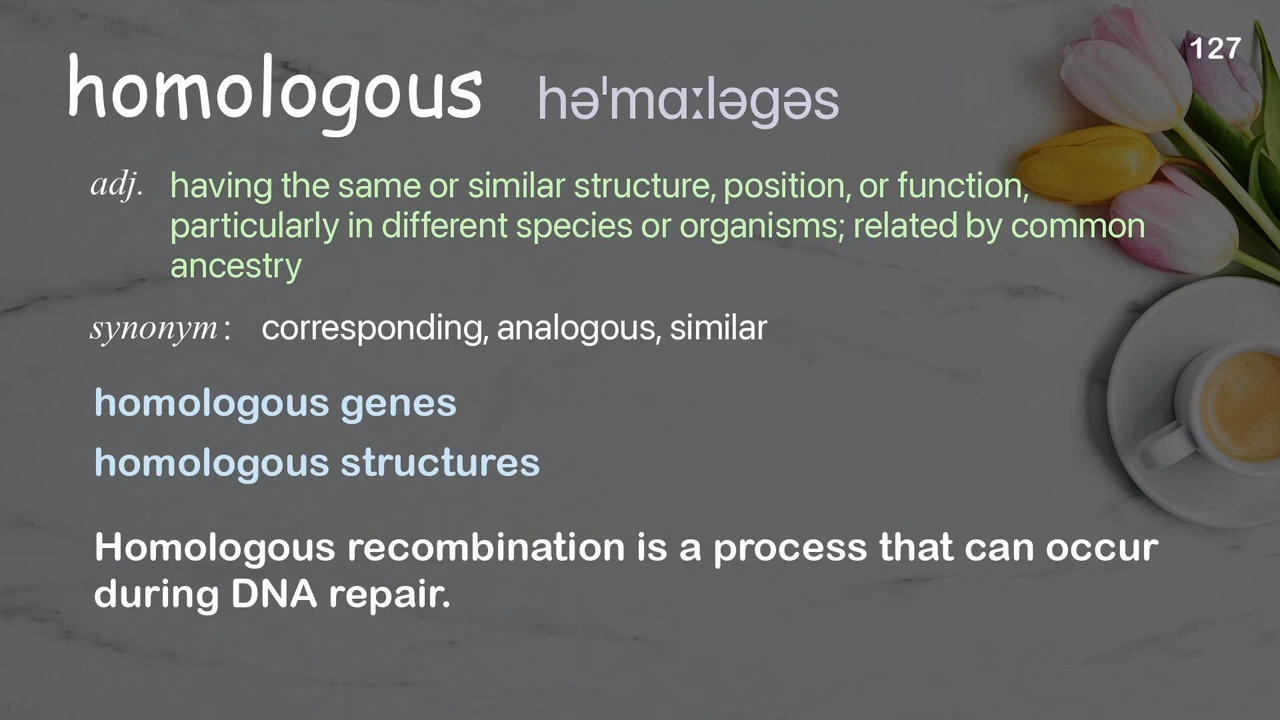 127
homologous həˈmɑːləgəs
adj. having the same or similar structure, position, or function,
particularly in different species or organisms; related by common
ancestry
synonym: corresponding, analogous, similar
homologous genes
homologous structures
Homologous recombination is a process that can occur
during DNA repair.